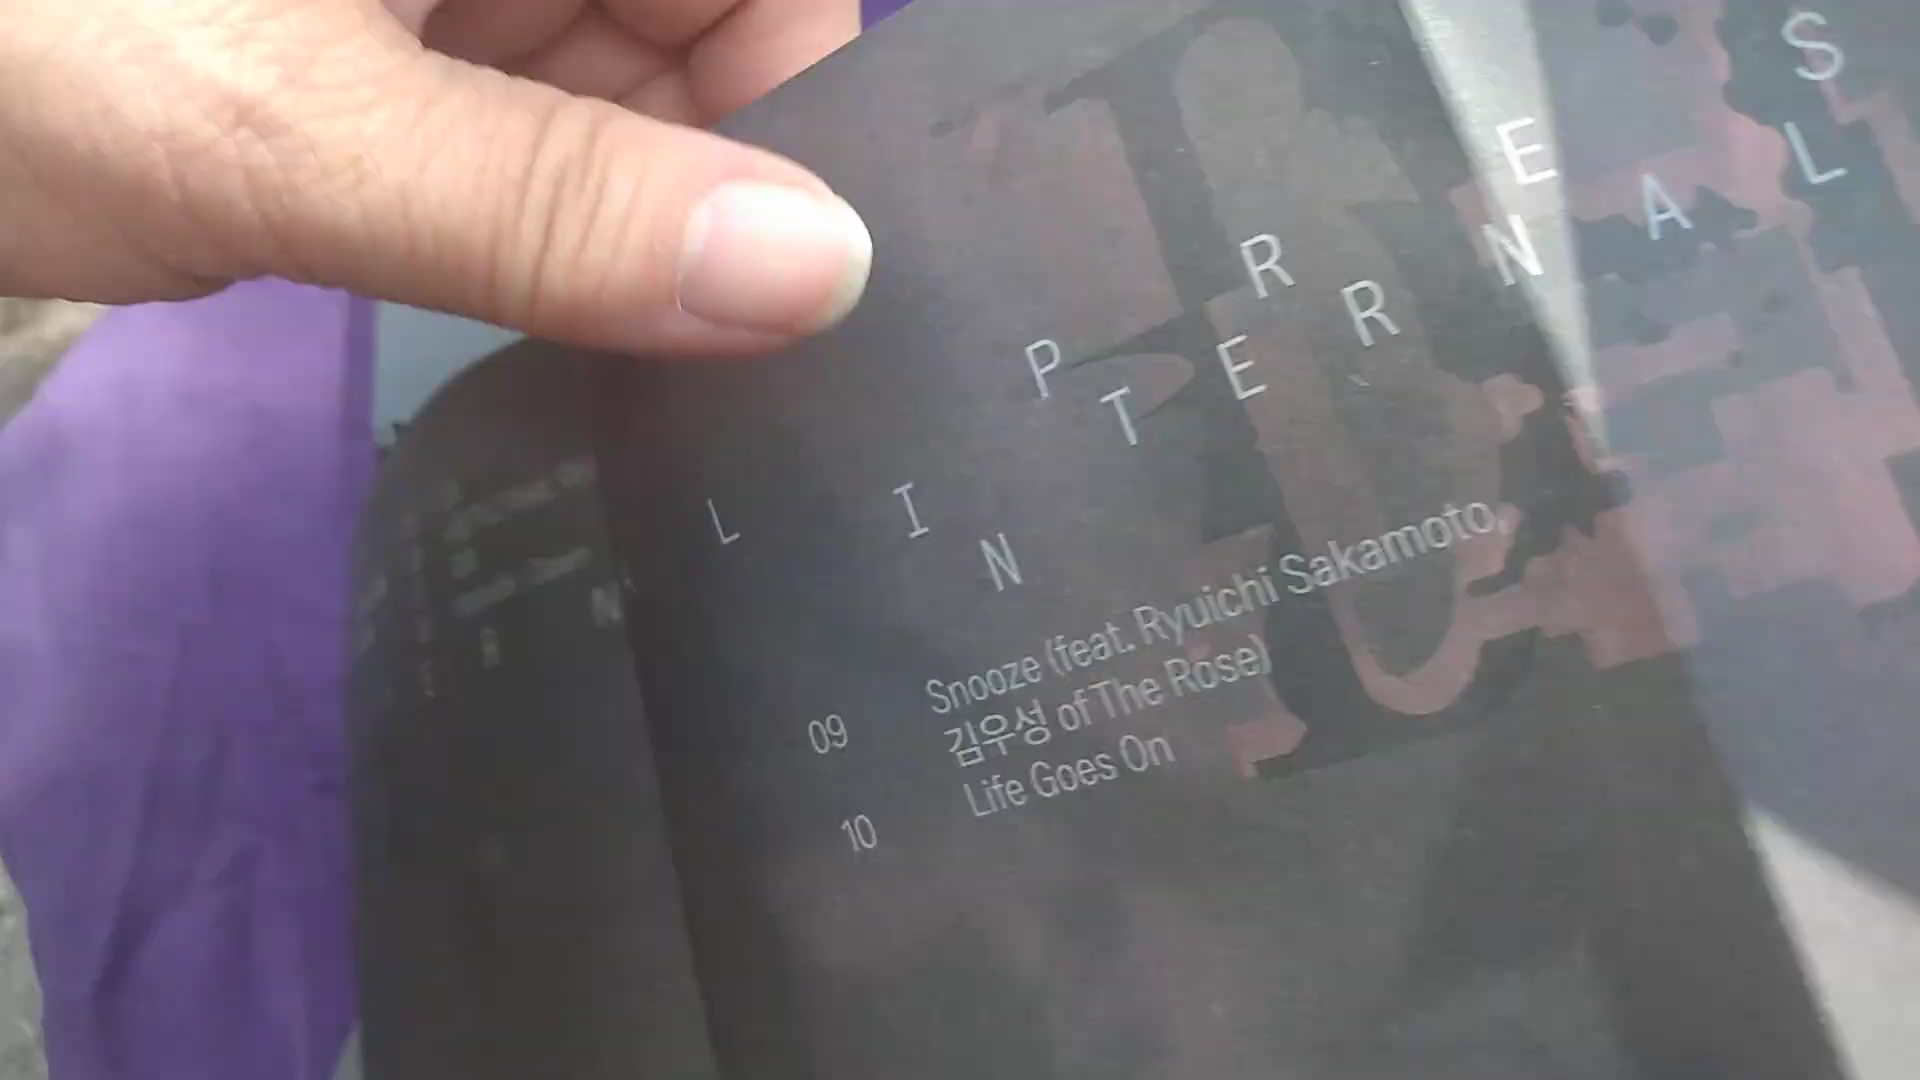 L I P R E S
I N T E R N A L
09 Snooze (feat. Ryuichi Sakamoto,
김우성 of The Rose)
10 Life Goes On